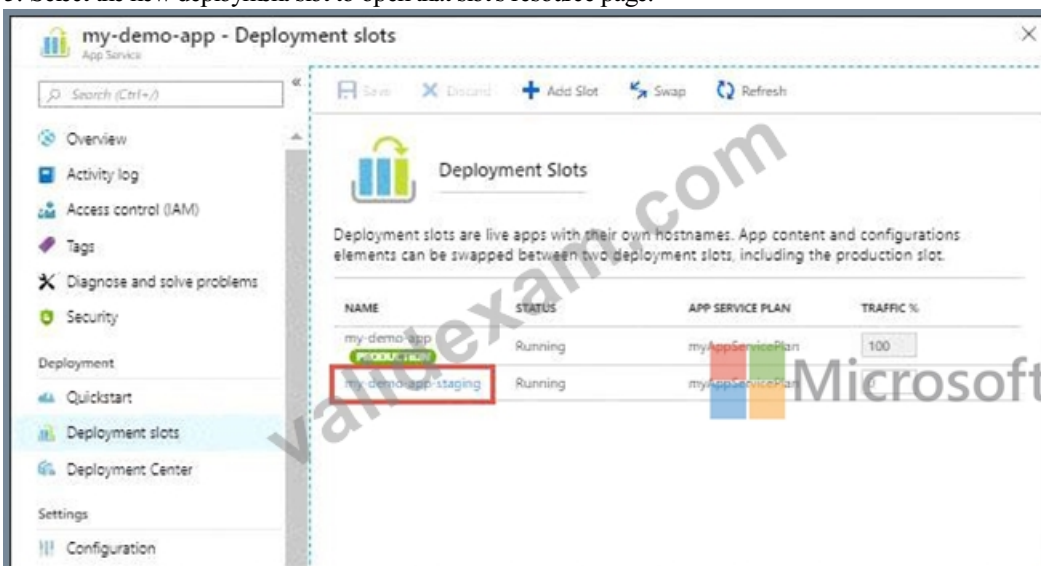 my-demo-app - Deployment slots
App Service
Search (Ctrl+/)
Overview
Activity log
Access control (IAM)
Tags
Diagnose and solve problems
Security
Deployment
Quickstart
Deployment slots
Deployment Center
Settings
Configuration
Save Discard Add Slot Swap Refresh
Deployment Slots
Deployment slots are live apps with their own hostnames. App content and configurations
elements can be swapped between two deployment slots, including the production slot.
NAME STATUS APP SERVICE PLAN TRAFFIC %
my-demo-app Running myAppServicePlan 100
PRODUCTION
my-demo-app-staging Running myAppServicePlan 0
validexam.com
Microsoft